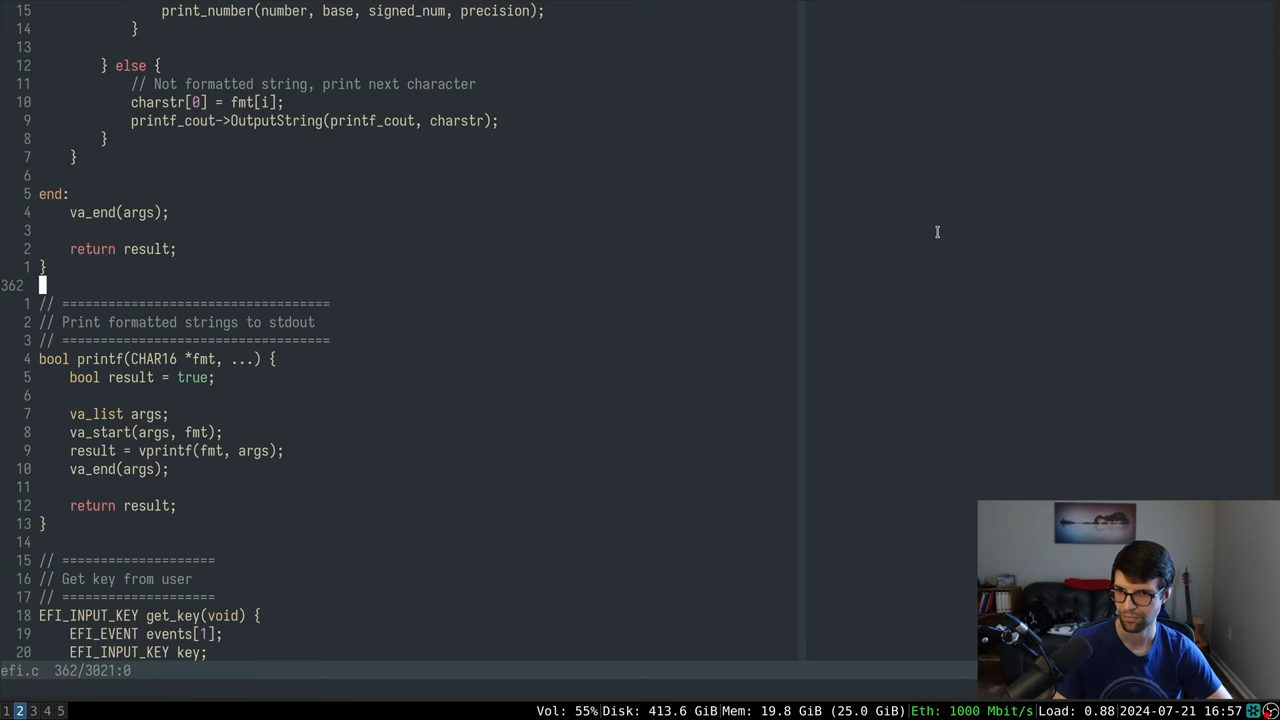 15 print_number(number, base, signed_num, precision);
14 }
13
12 } else {
11 // Not formatted string, print next character
10 charstr[0] = fmt[i];
9 printf_cout->OutputString(printf_cout, charstr);
8 }
7 }
6
5 end:
4 va_end(args);
3
2 return result;
1 }
362
1 // ===================================
2 // Print formatted strings to stdout
3 // ===================================
4 bool printf(CHAR16 *fmt, ...) {
5 bool result = true;
6
7 va_list args;
8 va_start(args, fmt);
9 result = vprintf(fmt, args);
10 va_end(args);
11
12 return result;
13 }
14
15 // ====================
16 // Get key from user
17 // ====================
18 EFI_INPUT_KEY get_key(void) {
19 EFI_EVENT events[1];
20 EFI_INPUT_KEY key;
efi.c 362/3021:0
1 2 3 4 5 Vol: 55%|Disk: 413.6 GiB|Mem: 19.8 GiB (25.0 GiB)|Eth: 1000 Mbit/s|Load: 0.88|2024-07-21 16:57